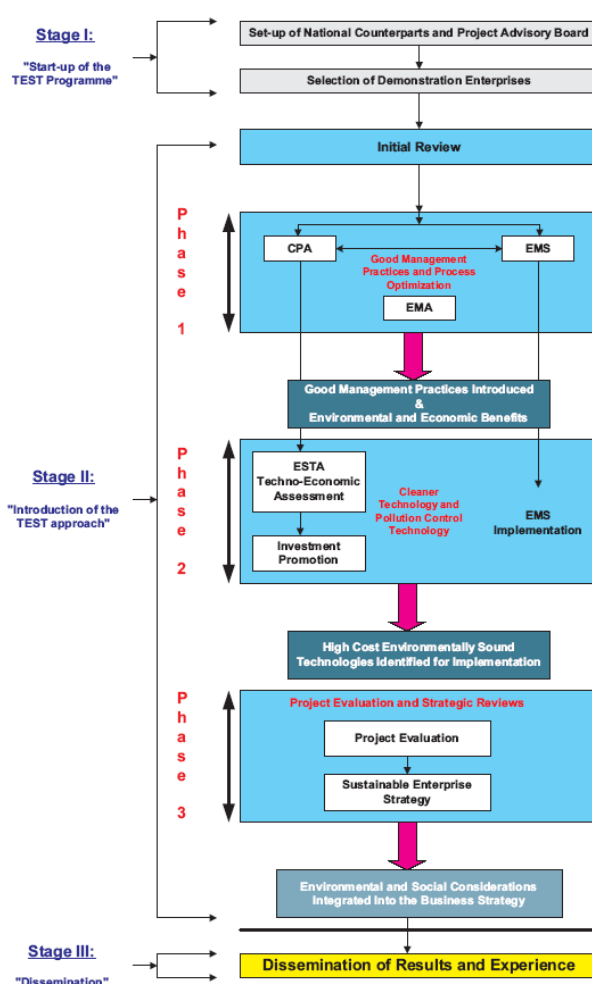 Stage I:
"Start-up of the
TEST Programme"
Set-up of National Counterparts and Project Advisory Board
Selection of Demonstration Enterprises
Initial Review
Phase 1
CPA
EMS
Good Management
Practices and Process
Optimization
EMA
Good Management Practices Introduced
&
Environmental and Economic Benefits
Stage II:
"Introduction of the
TEST approach"
Phase 2
ESTA
Techno-Economic
Assessment
Investment
Promotion
Cleaner
Technology and
Pollution Control
Technology
EMS
Implementation
High Cost Environmentally Sound
Technologies Identified for Implementation
Phase 3
Project Evaluation and Strategic Reviews
Project Evaluation
Sustainable Enterprise
Strategy
Environmental and Social Considerations
Integrated Into the Business Strategy
Stage III:
"Dissemination"
Dissemination of Results and Experience